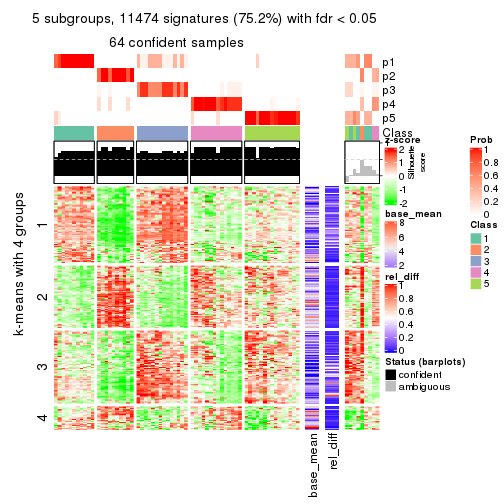 5 subgroups, 11474 signatures (75.2%) with fdr < 0.05
64 confident samples
p1
p2
p3
p4
p5
Class
Silhouette
score
1
2
3
4
k-means with 4 groups
base_mean
rel_diff
z-score
2
1
0
-1
-2
base_mean
8
6
4
2
rel_diff
1
0.8
0.6
0.4
0.2
0
Status (barplots)
confident
ambiguous
Prob
1
0.8
0.6
0.4
0.2
0
Class
1
2
3
4
5